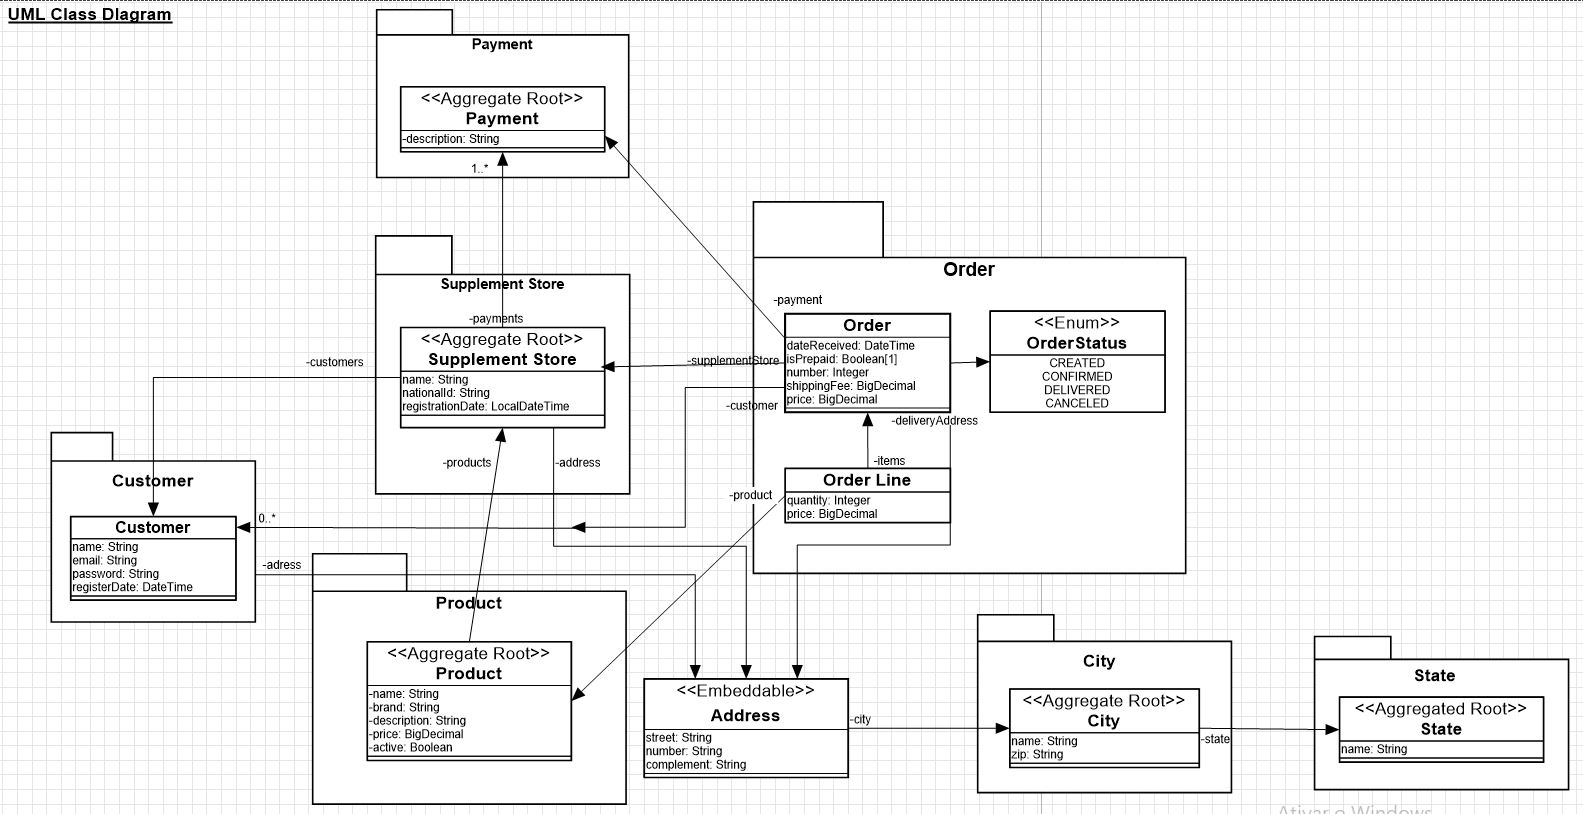 UML Class DIagram
Payment
<<Aggregate Root>>
Payment
-description: String
1..*
Supplement Store
-payments
<<Aggregate Root>>
Supplement Store
name: String
nationalId: String
registrationDate: LocalDateTime
-customers
-products
-address
Order
-payment
Order
dateReceived: DateTime
isPrepaid: Boolean[1]
number: Integer
shippingFee: BigDecimal
price: BigDecimal
-supplementStore
-customer
-deliveryAddress
<<Enum>>
OrderStatus
CREATED
CONFIRMED
DELIVERED
CANCELED
-items
Order Line
quantity: Integer
price: BigDecimal
-product
Customer
Customer
name: String
email: String
password: String
registerDate: DateTime
0..*
-adress
Product
<<Aggregate Root>>
Product
-name: String
-brand: String
-description: String
-price: BigDecimal
-active: Boolean
<<Embeddable>>
Address
street: String
number: String
complement: String
-city
City
<<Aggregate Root>>
City
name: String
zip: String
-state
State
<<Aggregated Root>>
State
name: String
Ativar o Windows